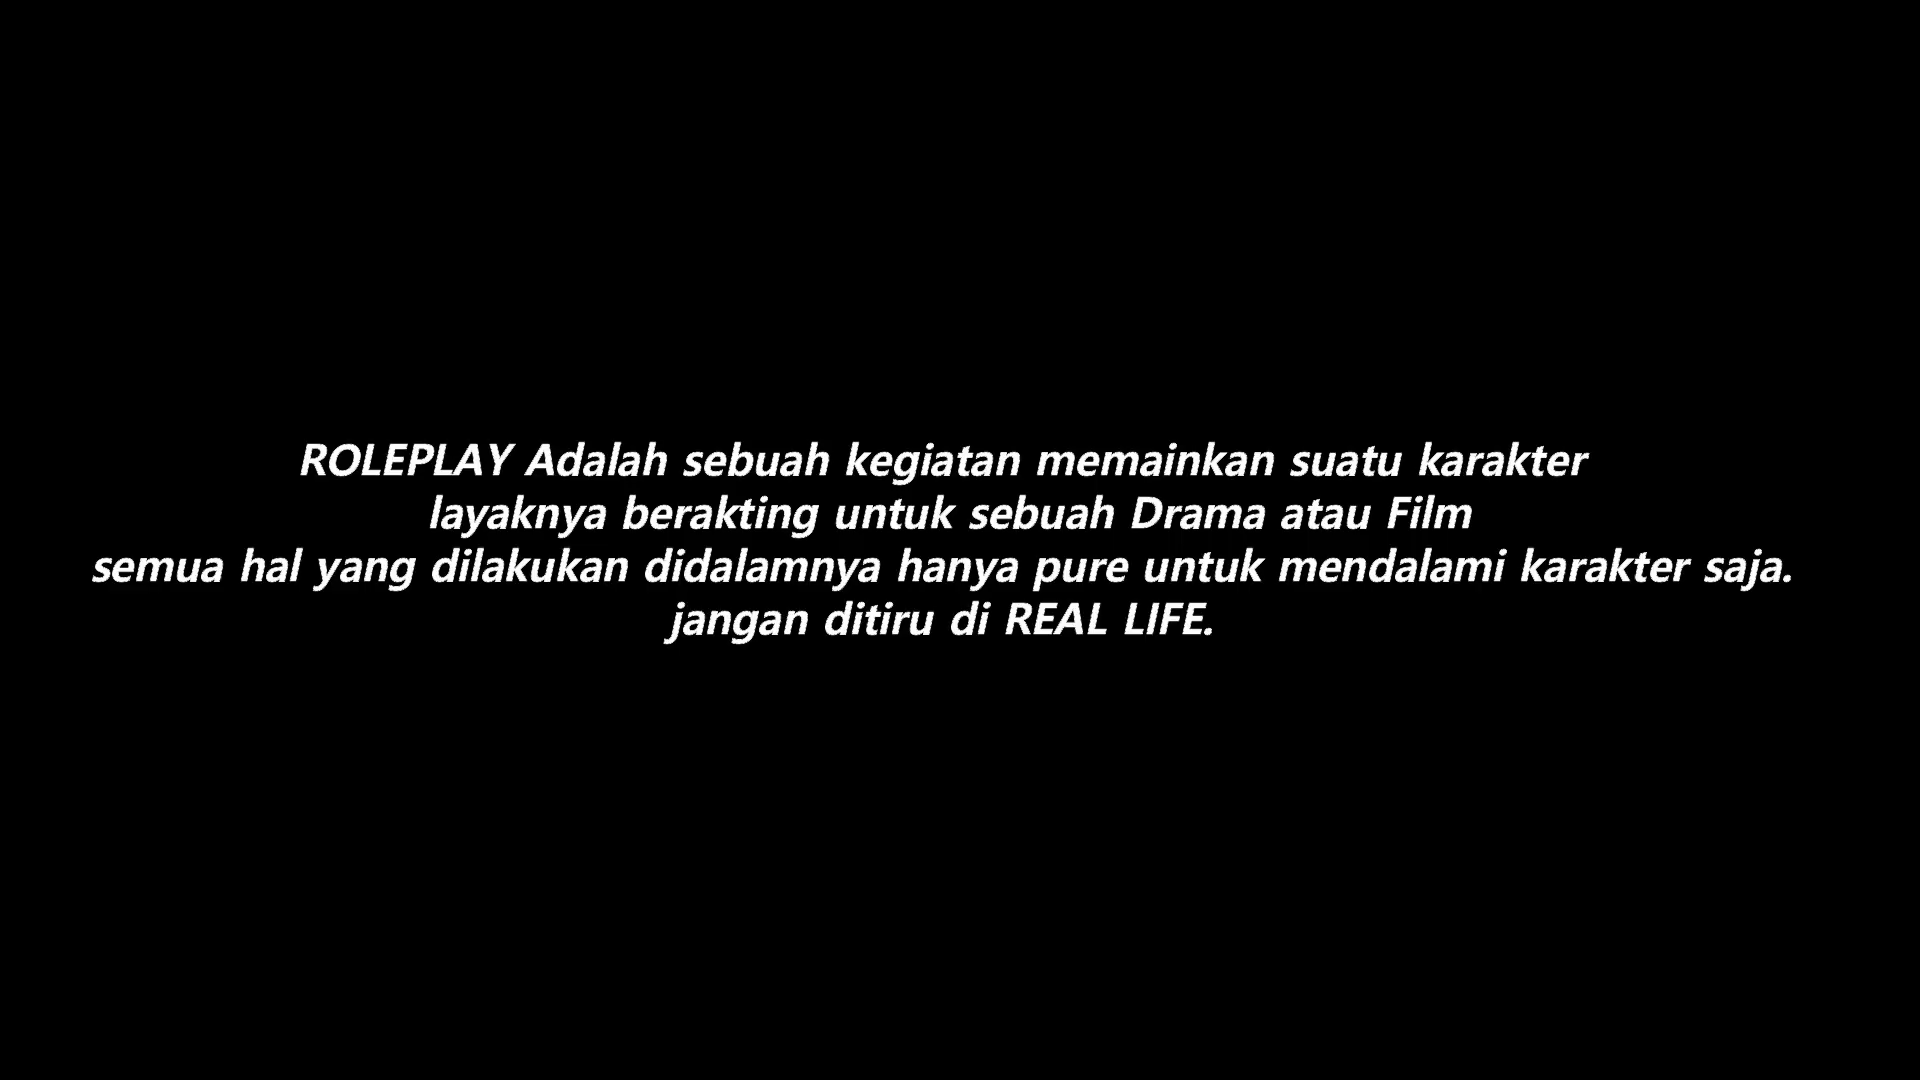 ROLEPLAY Adalah sebuah kegiatan memainkan suatu karakter
layaknya berakting untuk sebuah Drama atau Film
semua hal yang dilakukan didalamnya hanya pure untuk mendalami karakter saja.
jangan ditiru di REAL LIFE.